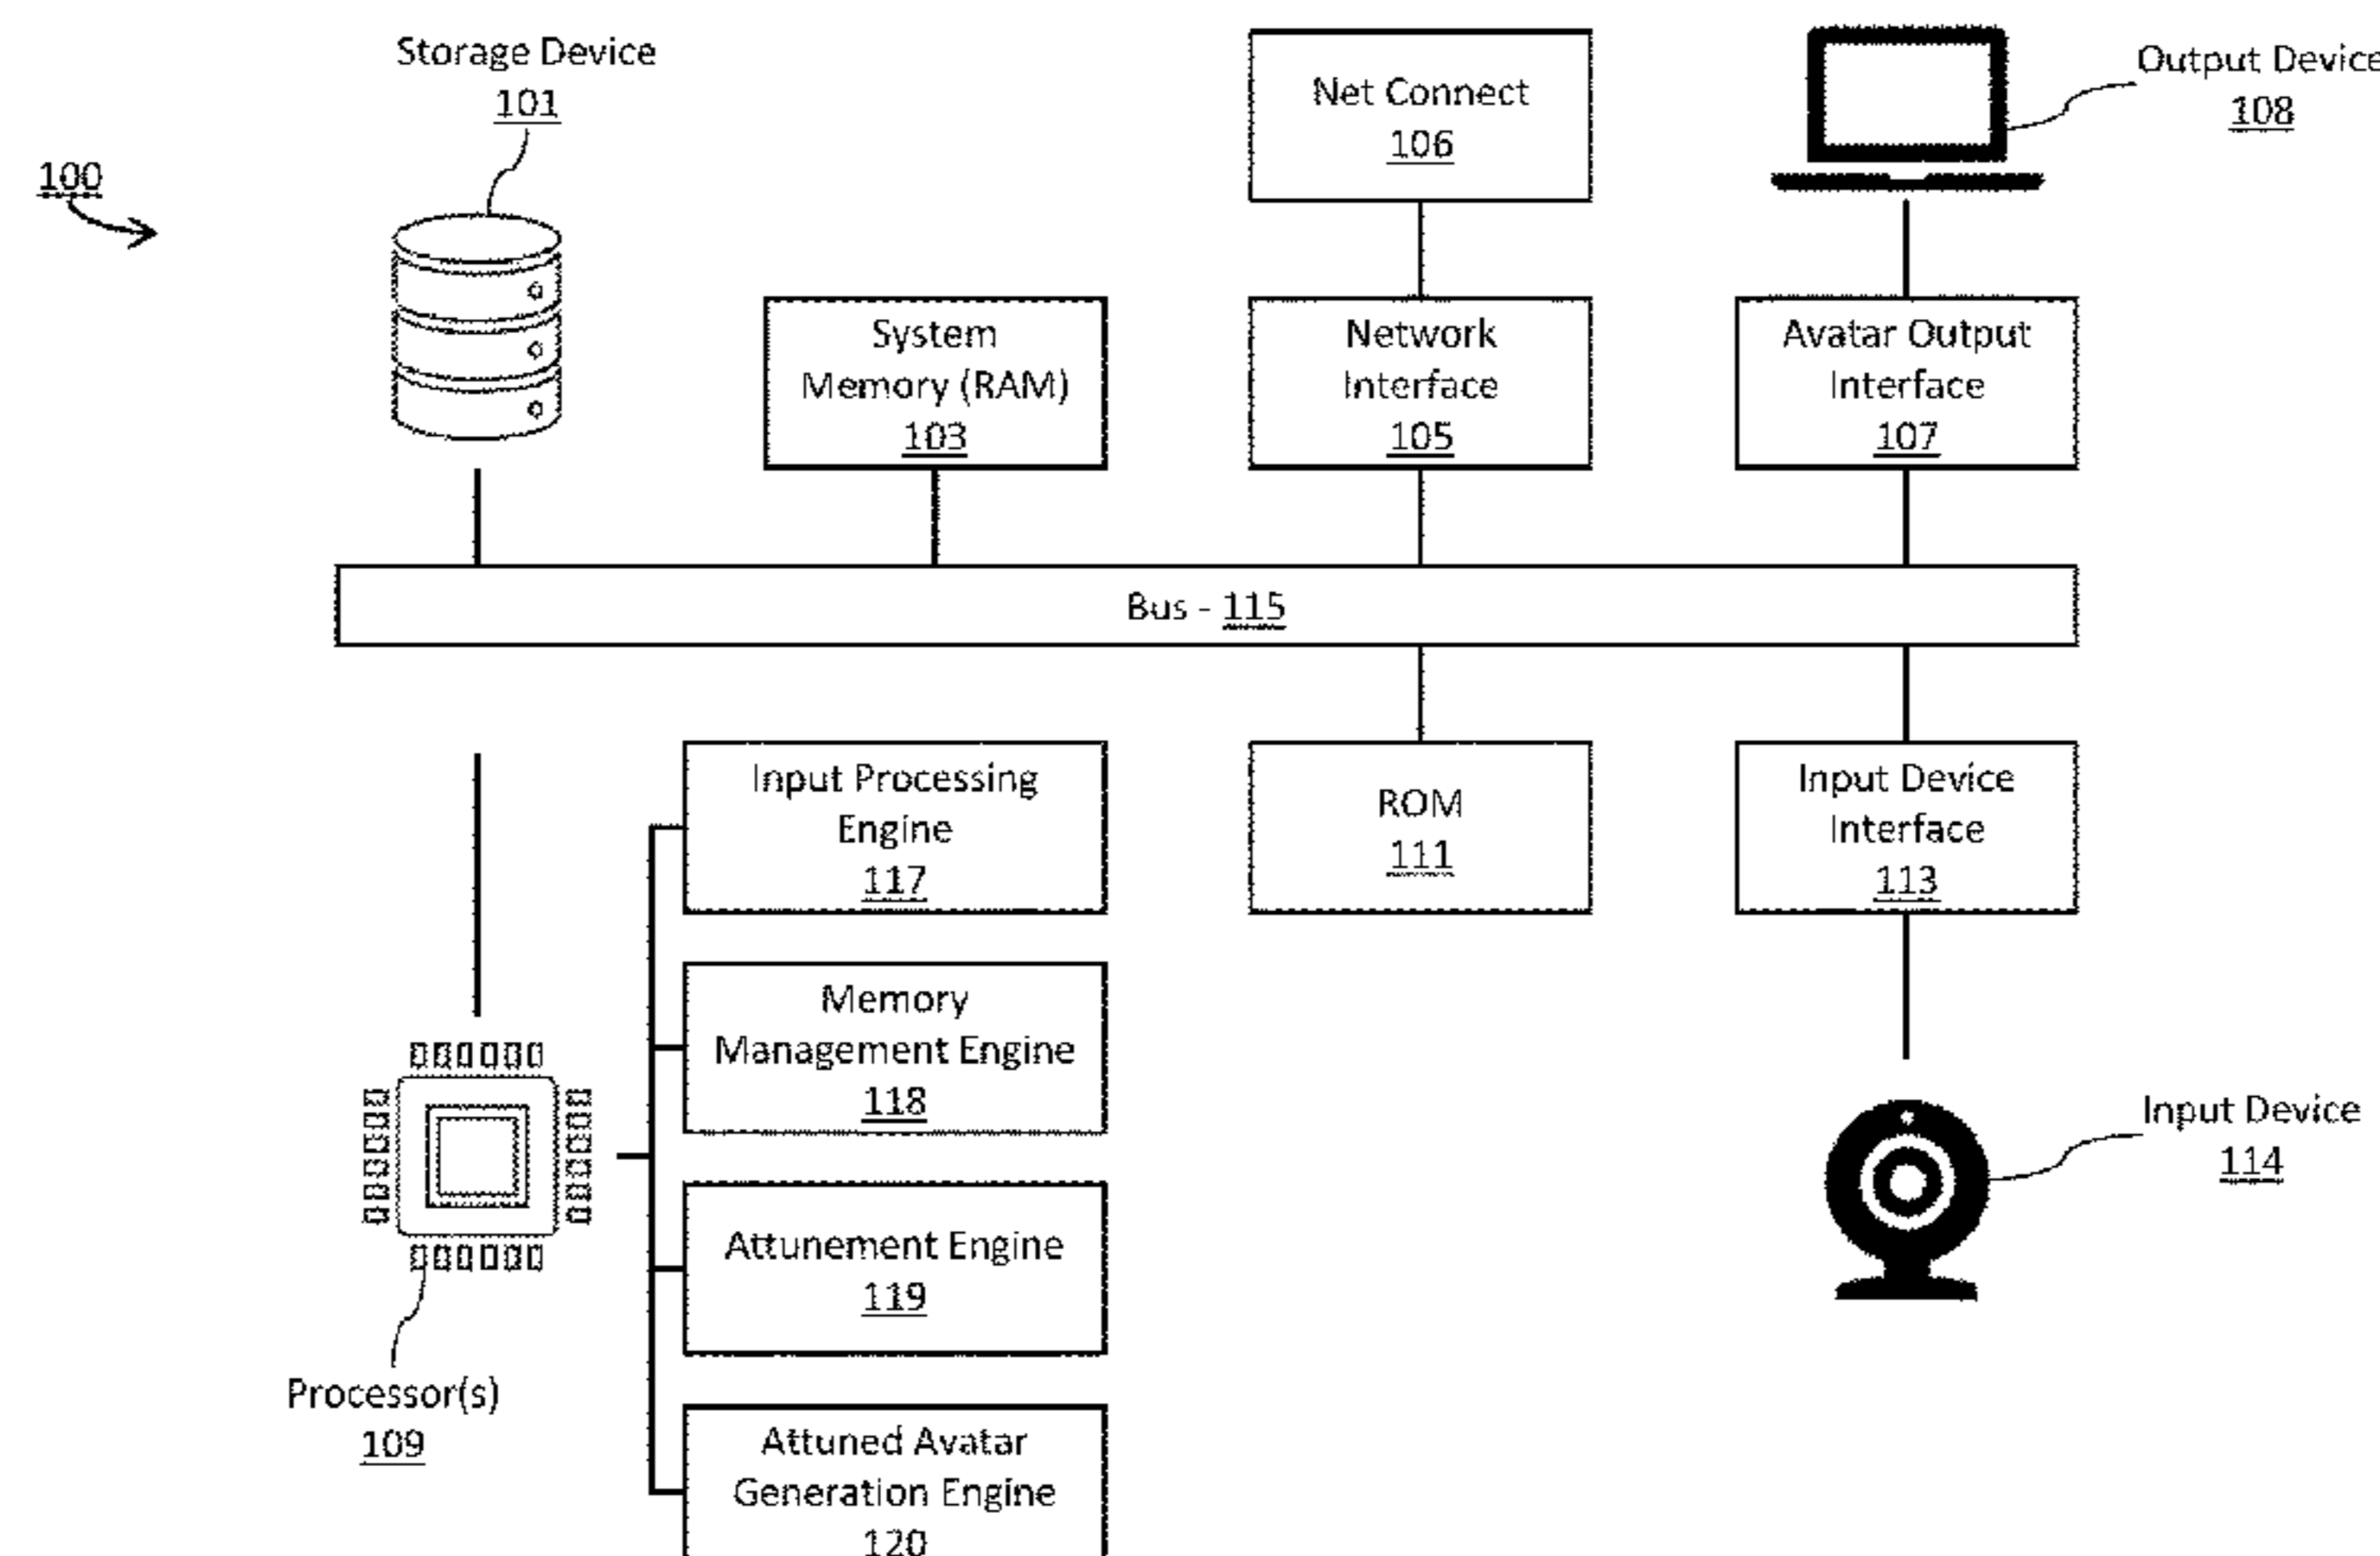 Storage Device
101
100
Net Connect
106
Output Device
108
System
Memory (RAM)
103
Network
Interface
105
Avatar Output
Interface
107
Bus - 115
Input Processing
Engine
117
ROM
111
Input Device
Interface
113
Memory
Management Engine
118
Input Device
114
Attunement Engine
119
Processor(s)
109
Attuned Avatar
Generation Engine
120